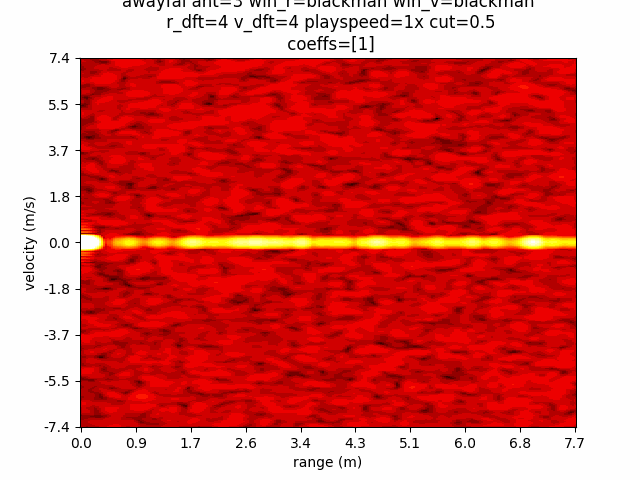 awayfar ant=3 win_r=blackman win_v=blackman
r_dft=4 v_dft=4 playspeed=1x cut=0.5
coeffs=[1]
7.4
5.5
3.7
1.8
0.0
-1.8
-3.7
-5.5
-7.4
velocity (m/s)
0.0 0.9 1.7 2.6 3.4 4.3 5.1 6.0 6.8 7.7
range (m)